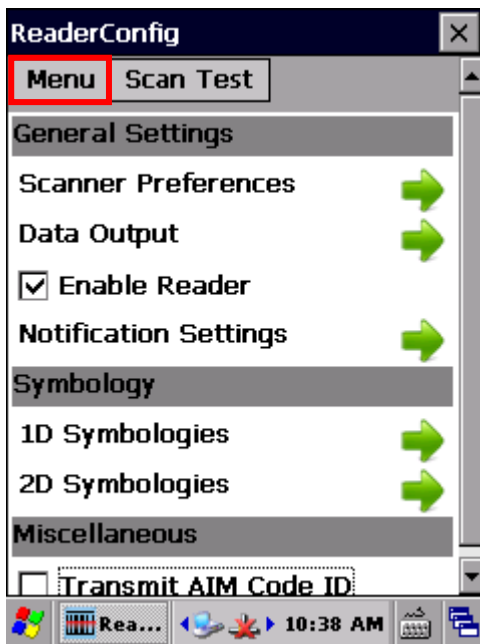 ReaderConfig
Menu Scan Test
General Settings
Scanner Preferences
Data Output
Enable Reader
Notification Settings
Symbology
1D Symbologies
2D Symbologies
Miscellaneous
Transmit AIM Code ID
Rea... 10:38 AM